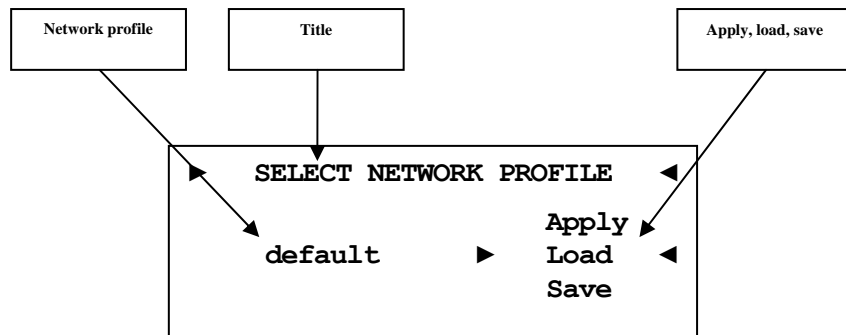 Network profile
Title
Apply, load, save
► SELECT NETWORK PROFILE ◄
Apply
default ► Load ◄
Save